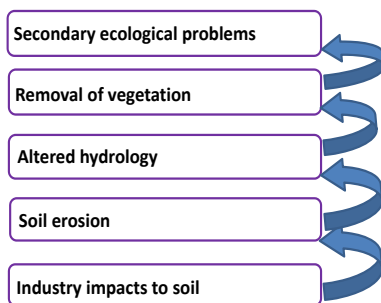 Secondary ecological problems
Removal of vegetation
Altered hydrology
Soil erosion
Industry impacts to soil